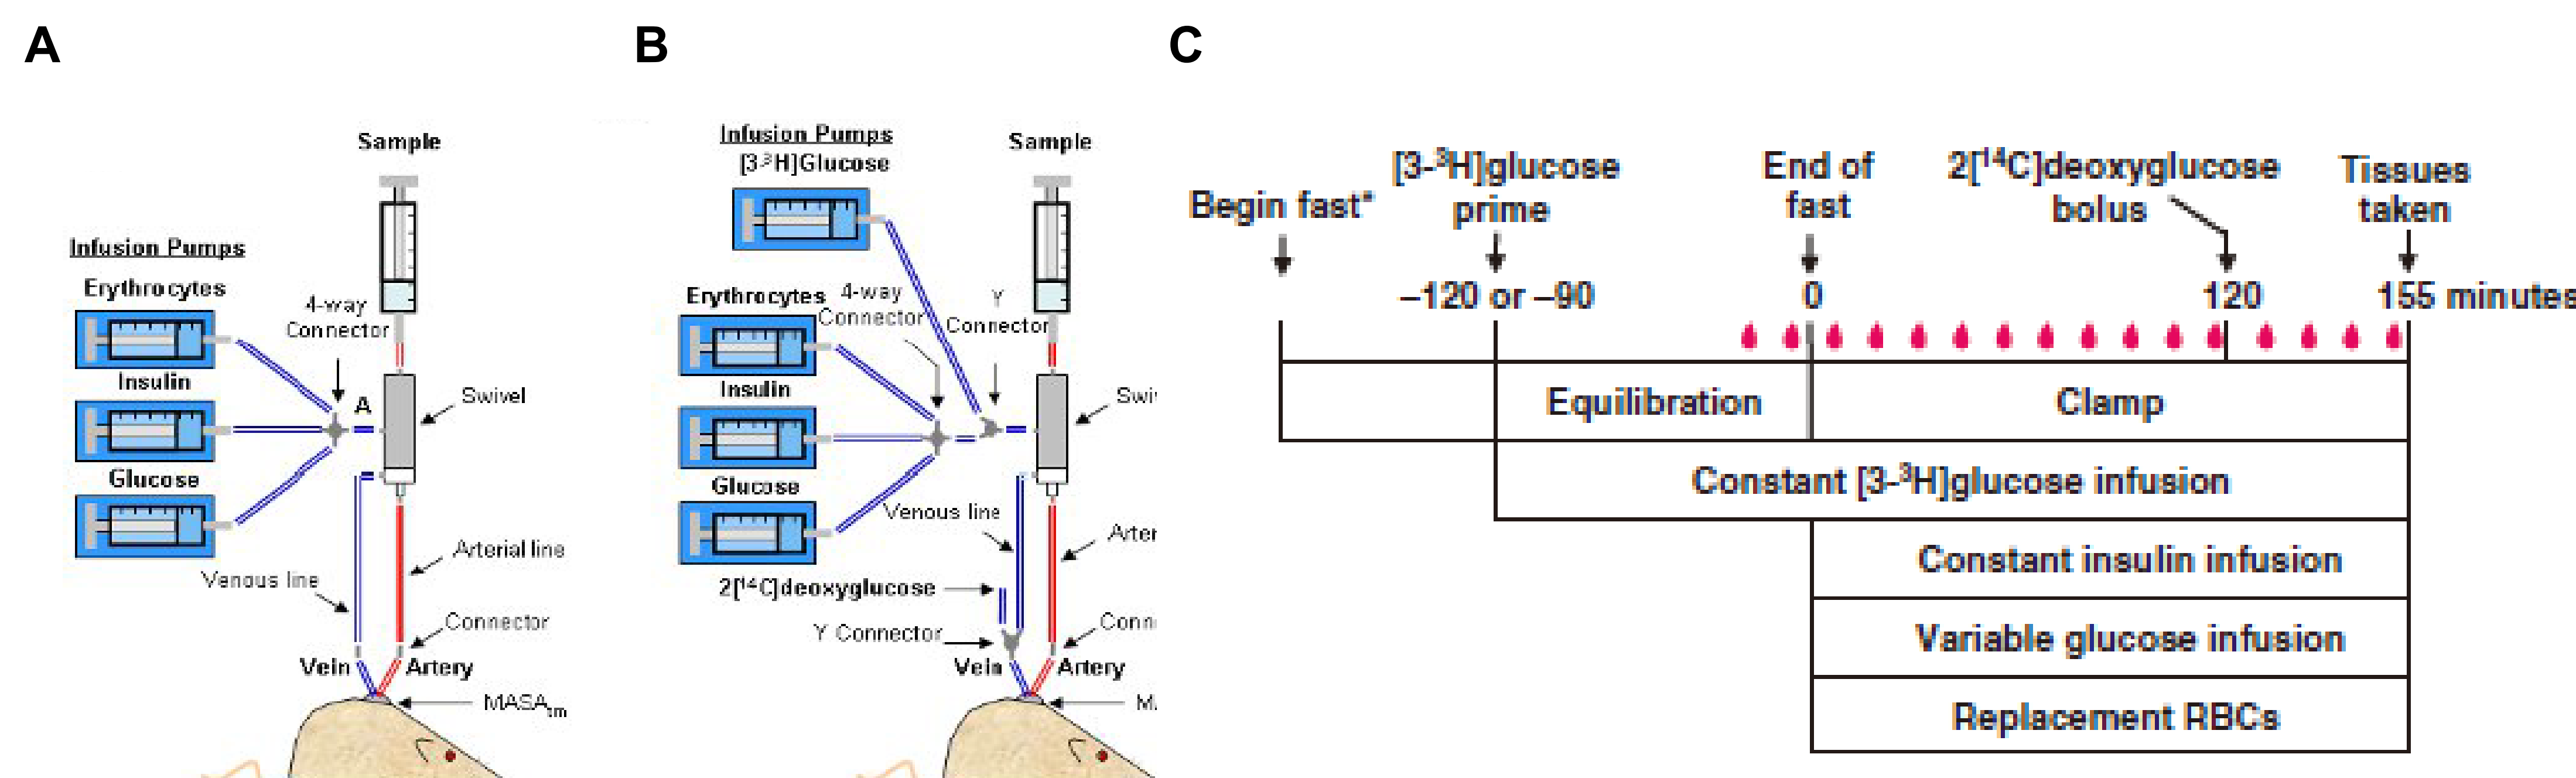 A
Sample
Infusion Pumps
Erythrocytes
4-way
Connector
Insulin
A
Swivel
Glucose
Arterial line
Venous line
Connector
Vein
Artery
MASAtm
B
Infusion Pumps
[3-³H]Glucose
Sample
Erythrocytes
4-way
Connector
Y
Connector
Insulin
Swi
Glucose
Venous line
Arter
2[¹⁴C]deoxyglucose
Y Connector
Conn
Vein
Artery
M
C
[3-³H]glucose
prime
End of
fast
2[¹⁴C]deoxyglucose
bolus
Tissues
taken
Begin fast*
–120 or –90
0
120
155 minutes
Equilibration
Clamp
Constant [3-³H]glucose infusion
Constant insulin infusion
Variable glucose infusion
Replacement RBCs